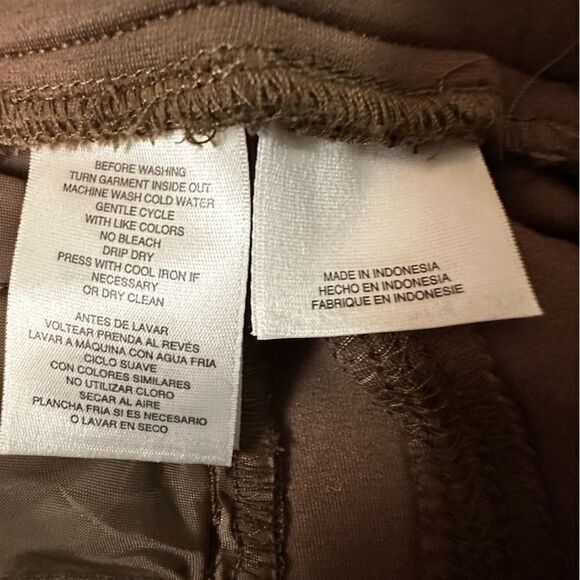 BEFORE WASHING
TURN GARMENT INSIDE OUT
MACHINE WASH COLD WATER
GENTLE CYCLE
WITH LIKE COLORS
NO BLEACH
DRIP DRY
PRESS WITH COOL IRON IF
NECESSARY
OR DRY CLEAN
ANTES DE LAVAR
VOLTEAR PRENDA AL REVÉS
LAVAR A MÁQUINA CON AGUA FRIA
CICLO SUAVE
CON COLORES SIMILARES
NO UTILIZAR CLORO
SECAR AL AIRE
PLANCHA FRIA SI ES NECESARIO
O LAVAR EN SECO
MADE IN INDONESIA
HECHO EN INDONESIA
FABRIQUE EN INDONESIE